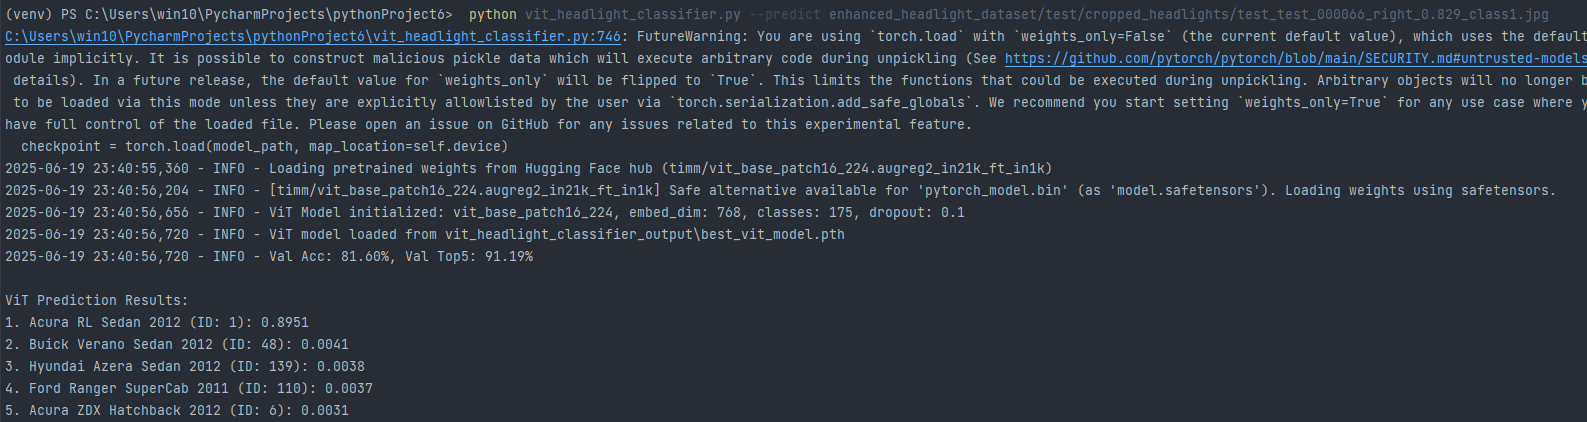 (venv) PS C:\Users\win10\PycharmProjects\pythonProject6>  python vit_headlight_classifier.py --predict enhanced_headlight_dataset/test/cropped_headlights/test_test_000066_right_0.829_class1.jpg
C:\Users\win10\PycharmProjects\pythonProject6\vit_headlight_classifier.py:746: FutureWarning: You are using `torch.load` with `weights_only=False` (the current default value), which uses the default
odule implicitly. It is possible to construct malicious pickle data which will execute arbitrary code during unpickling (See https://github.com/pytorch/pytorch/blob/main/SECURITY.md#untrusted-models
 details). In a future release, the default value for `weights_only` will be flipped to `True`. This limits the functions that could be executed during unpickling. Arbitrary objects will no longer b
 to be loaded via this mode unless they are explicitly allowlisted by the user via `torch.serialization.add_safe_globals`. We recommend you start setting `weights_only=True` for any use case where y
have full control of the loaded file. Please open an issue on GitHub for any issues related to this experimental feature.
  checkpoint = torch.load(model_path, map_location=self.device)
2025-06-19 23:40:55,360 - INFO - Loading pretrained weights from Hugging Face hub (timm/vit_base_patch16_224.augreg2_in21k_ft_in1k)
2025-06-19 23:40:56,204 - INFO - [timm/vit_base_patch16_224.augreg2_in21k_ft_in1k] Safe alternative available for 'pytorch_model.bin' (as 'model.safetensors'). Loading weights using safetensors.
2025-06-19 23:40:56,656 - INFO - ViT Model initialized: vit_base_patch16_224, embed_dim: 768, classes: 175, dropout: 0.1
2025-06-19 23:40:56,720 - INFO - ViT model loaded from vit_headlight_classifier_output\best_vit_model.pth
2025-06-19 23:40:56,720 - INFO - Val Acc: 81.60%, Val Top5: 91.19%
ViT Prediction Results:
1. Acura RL Sedan 2012 (ID: 1): 0.8951
2. Buick Verano Sedan 2012 (ID: 48): 0.0041
3. Hyundai Azera Sedan 2012 (ID: 139): 0.0038
4. Ford Ranger SuperCab 2011 (ID: 110): 0.0037
5. Acura ZDX Hatchback 2012 (ID: 6): 0.0031